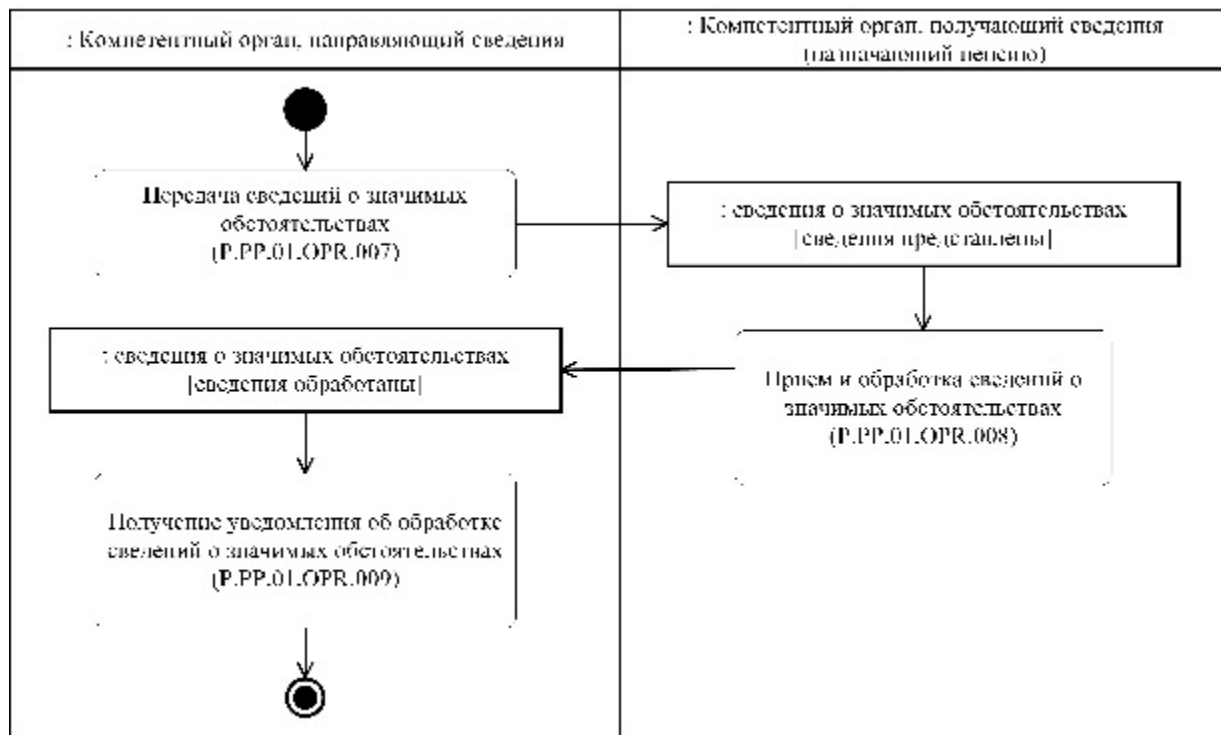 : Компетентный орган, направляющий сведения
: Компетентный орган, получающий сведения
(назначающий пенсию)
Передача сведений о значимых
обстоятельствах
(P.PP.01.OPR.007)
: сведения о значимых обстоятельствах
[сведения представлены]
: сведения о значимых обстоятельствах
[сведения обработаны]
Прием и обработка сведений о
значимых обстоятельствах
(P.PP.01.OPR.008)
Получение уведомления об обработке
сведений о значимых обстоятельствах
(P.PP.01.OPR.009)